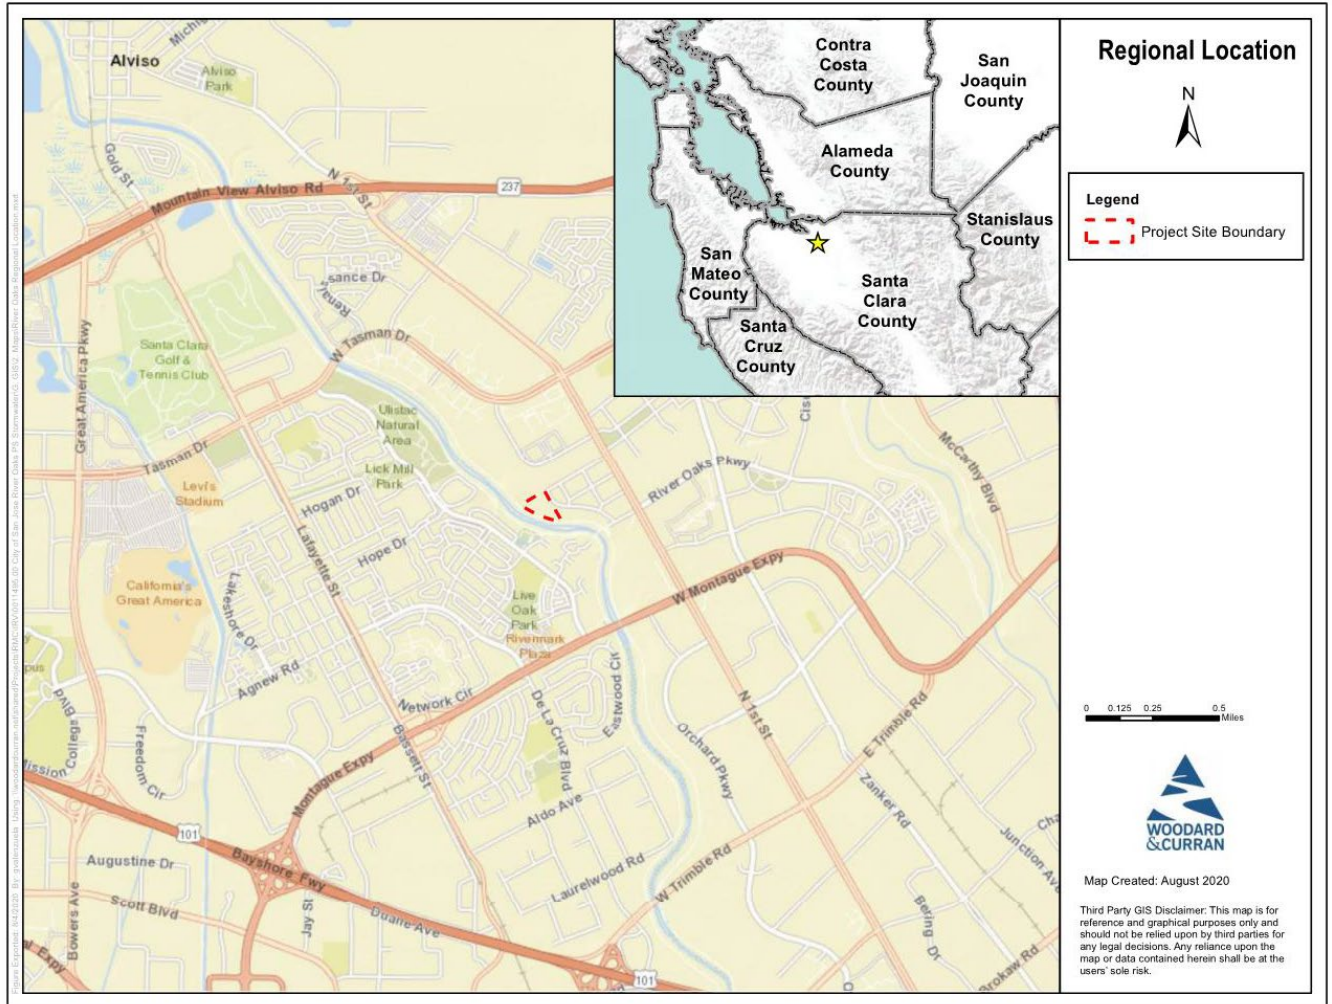 Regional Location
N
Legend
Project Site Boundary
0 0.125 0.25 0.5
Miles
WOODARD
&CURRAN
Map Created: August 2020
Third Party GIS Disclaimer: This map is for
reference and graphical purposes only and
should not be relied upon by third parties for
any legal decisions. Any reliance upon the
map or data contained herein shall be at the
users' sole risk.
Contra
Costa
County
San
Joaquin
County
Alameda
County
Stanislaus
County
San
Mateo
County
Santa
Clara
County
Santa
Cruz
County
Alviso
Alviso
Park
Gold St
N 1st St
Mountain View Alviso Rd
237
Great America Pkwy
Santa Clara
Golf &
Tennis Club
W Tasman Dr
Tasman Dr
Ulistac
Natural
Area
Lick Mill
Park
Levi's
Stadium
Hogan Dr
Hope Dr
Lafayette St
River Oaks Pkwy
McCarthy Blvd
California's
Great America
Lakeshore Dr
Agnew Rd
Live
Oak
Park
Rivermark
Plaza
W Montague Expy
Network Cir
Eastwood Cir
De La Cruz Blvd
N 1st St
Orchard Pkwy
E Trimble Rd
Zanker Rd
Freedom Cir
Montague Expy
Bassett St
Aldo Ave
101
Augustine Dr
Bayshore Fwy
Laurelwood Rd
W Trimble Rd
Junction Ave
Scott Blvd
Bowers Ave
Jay St
Duane Ave
Bering Dr
Brokaw Rd
101